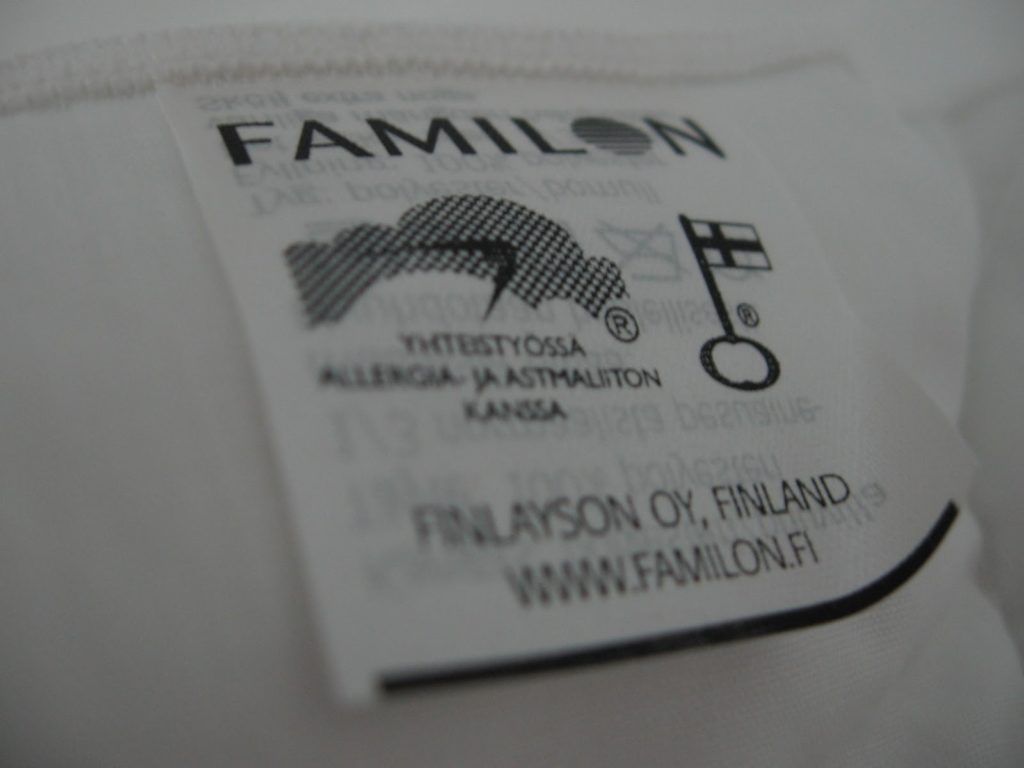 FAMILON
®
®
YHTEISTYÖSSÄ
ALLERGIA- JA ASTMALIITON
KANSSA
FINLAYSON OY, FINLAND
WWW.FAMILON.FI